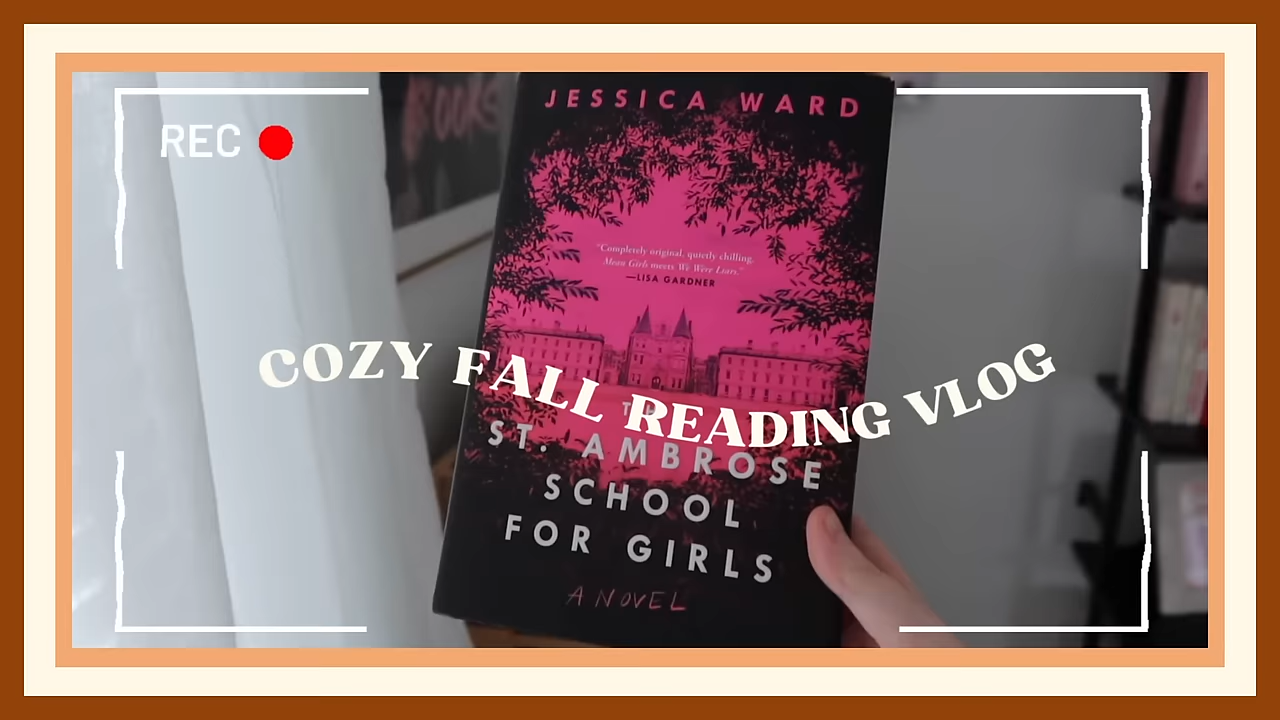 REC
BOOKS
JESSICA WARD
“Completely original, quietly chilling.
Mean Girls meets We Were Liars.”
—LISA GARDNER
COZY FALL READING VLOG
ST. AMBROSE
SCHOOL
FOR GIRLS
A NOVEL